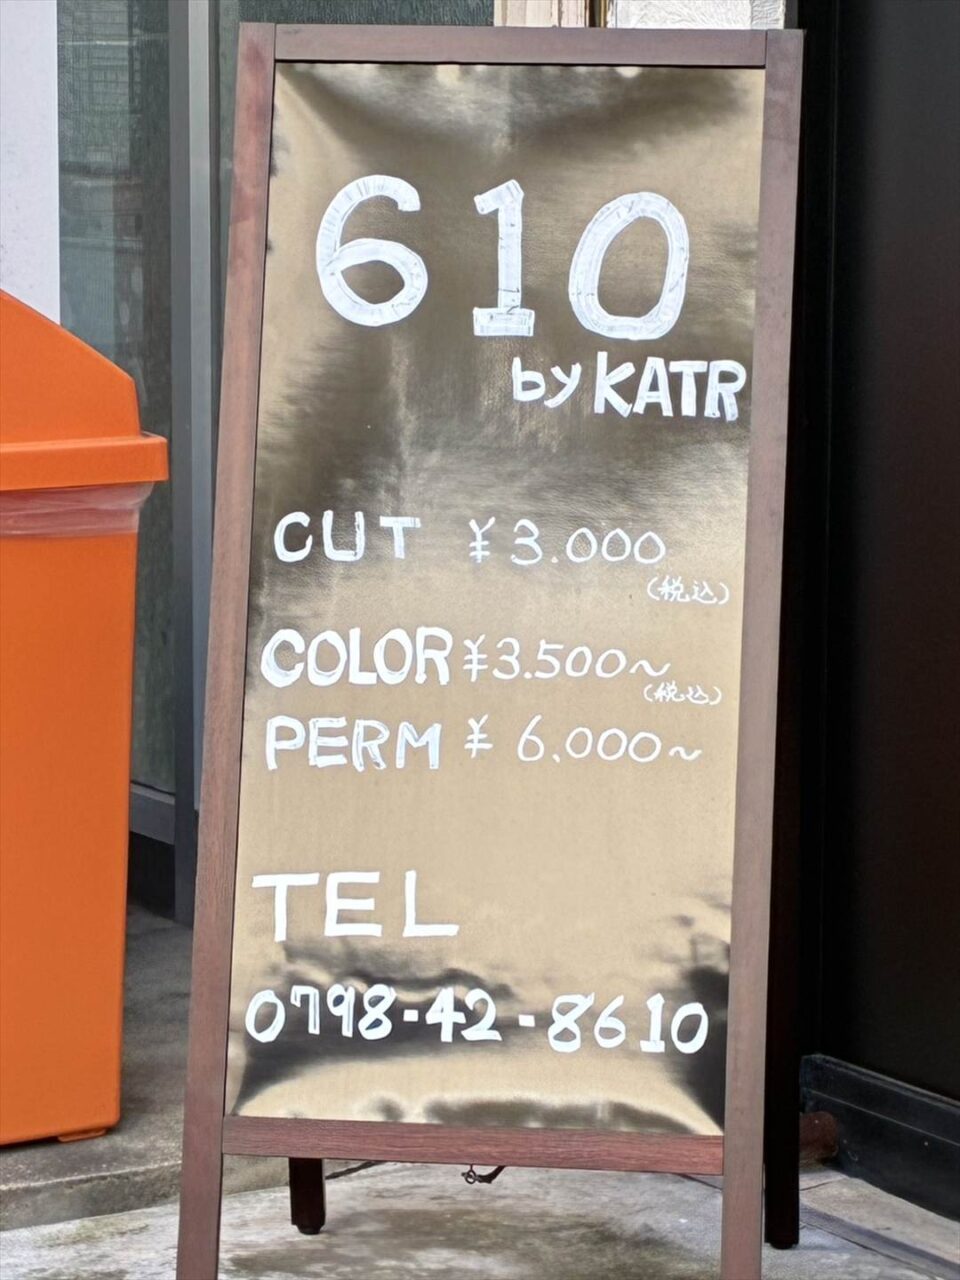 610
by KATR
CUT ¥3.000
(税込)
COLOR ¥3.500~
(税込)
PERM ¥ 6.000~
TEL
0798-42-8610